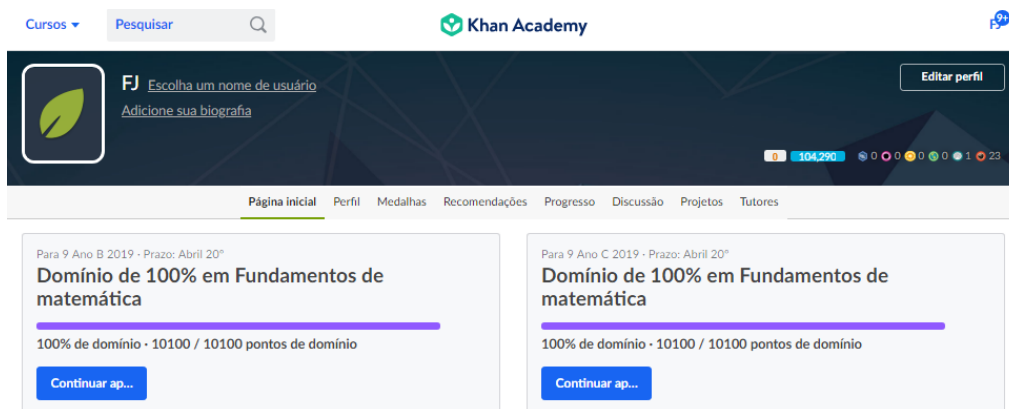 Cursos Pesquisar Khan Academy 9+
FJ Escolha um nome de usuário Editar perfil
Adicione sua biografia
0 104,290 0 0 0 0 1 23
Página inicial Perfil Medalhas Recomendações Progresso Discussão Projetos Tutores
Para 9 Ano B 2019 · Prazo: Abril 20º
Domínio de 100% em Fundamentos de
matemática
100% de domínio · 10100 / 10100 pontos de domínio
Continuar ap...
Para 9 Ano C 2019 · Prazo: Abril 20º
Domínio de 100% em Fundamentos de
matemática
100% de domínio · 10100 / 10100 pontos de domínio
Continuar ap...